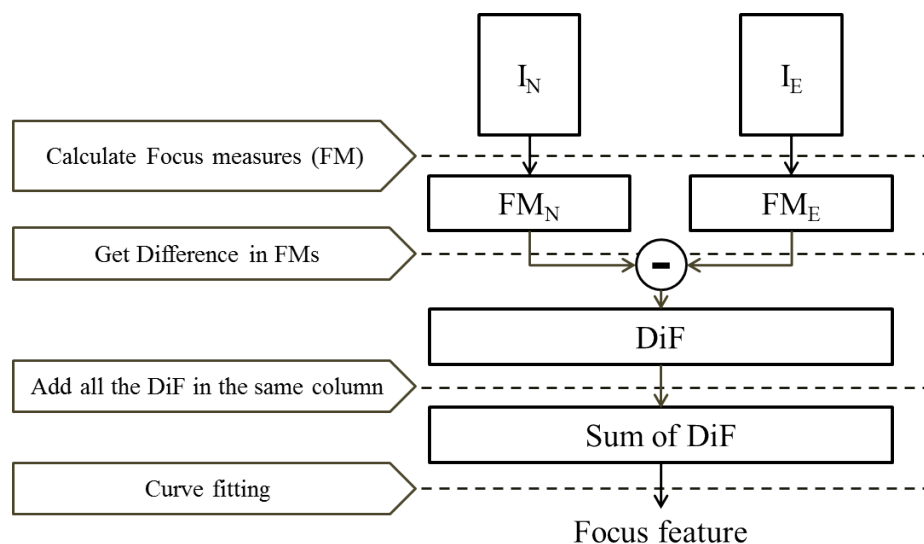 I_N I_E
Calculate Focus measures (FM)
FM_N FM_E
Get Difference in FMs
-
DiF
Add all the DiF in the same column
Sum of DiF
Curve fitting
Focus feature